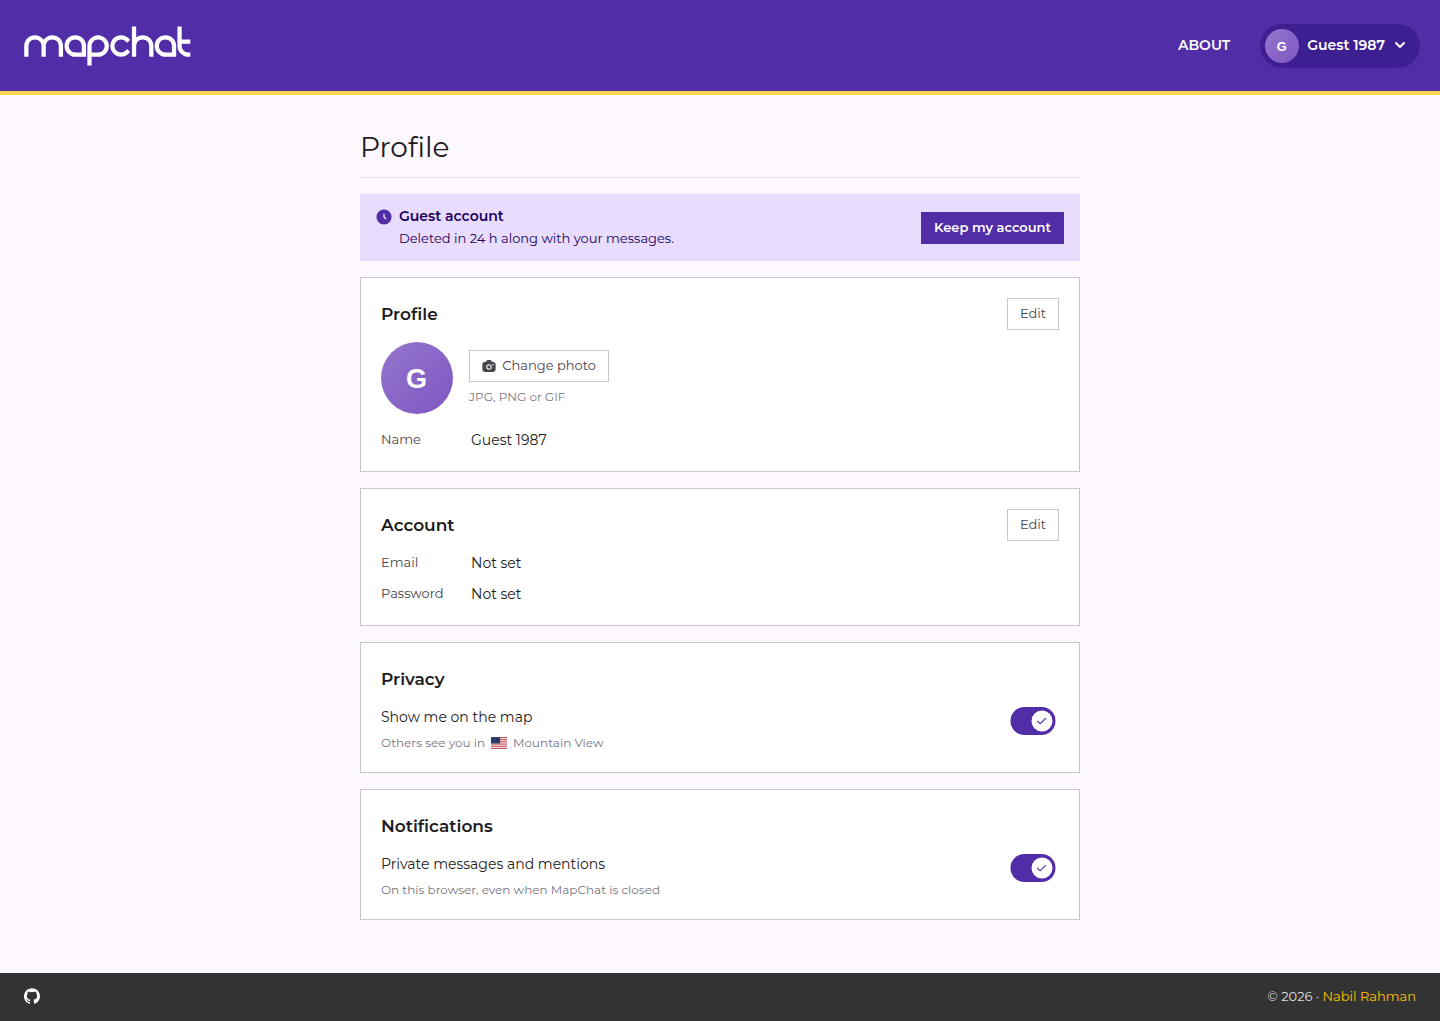 mapchat
ABOUT
G
Guest 1987
Profile
Guest account
Deleted in 24 h along with your messages.
Keep my account
Profile
Edit
G
Change photo
JPG, PNG or GIF
Name
Guest 1987
Account
Edit
Email
Not set
Password
Not set
Privacy
Show me on the map
Others see you in Mountain View
Notifications
Private messages and mentions
On this browser, even when MapChat is closed
© 2026 · Nabil Rahman